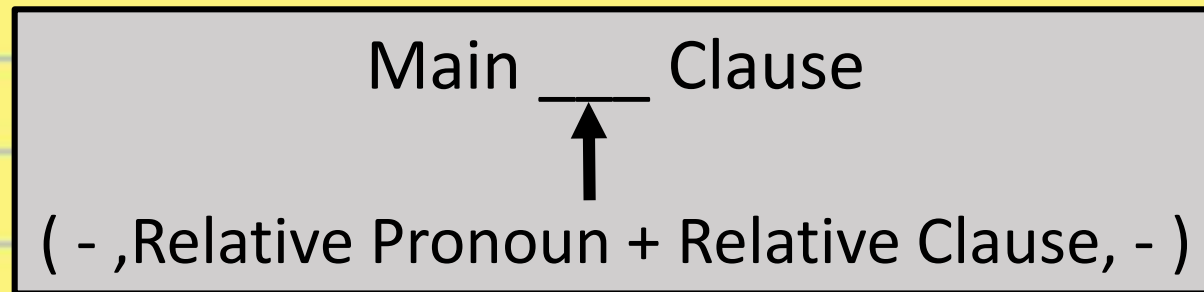 Main ___ Clause
( - ,Relative Pronoun + Relative Clause, - )